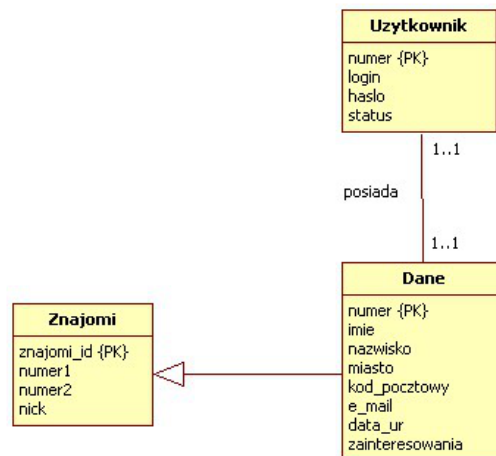 Uzytkownik
numer {PK}
login
haslo
status
1..1
posiada
1..1
Dane
numer {PK}
imie
nazwisko
miasto
kod_pocztowy
e_mail
data_ur
zainteresowania
Znajomi
znajomi_id {PK}
numer1
numer2
nick